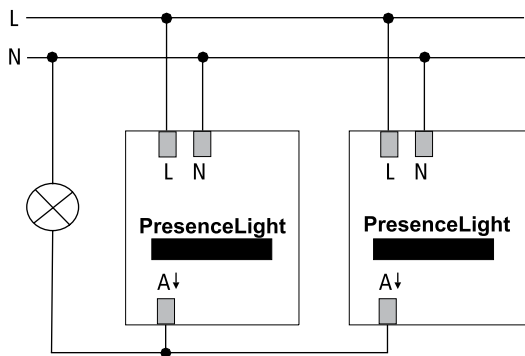 L
N
L N
L N
PresenceLight
PresenceLight
A↓
A↓